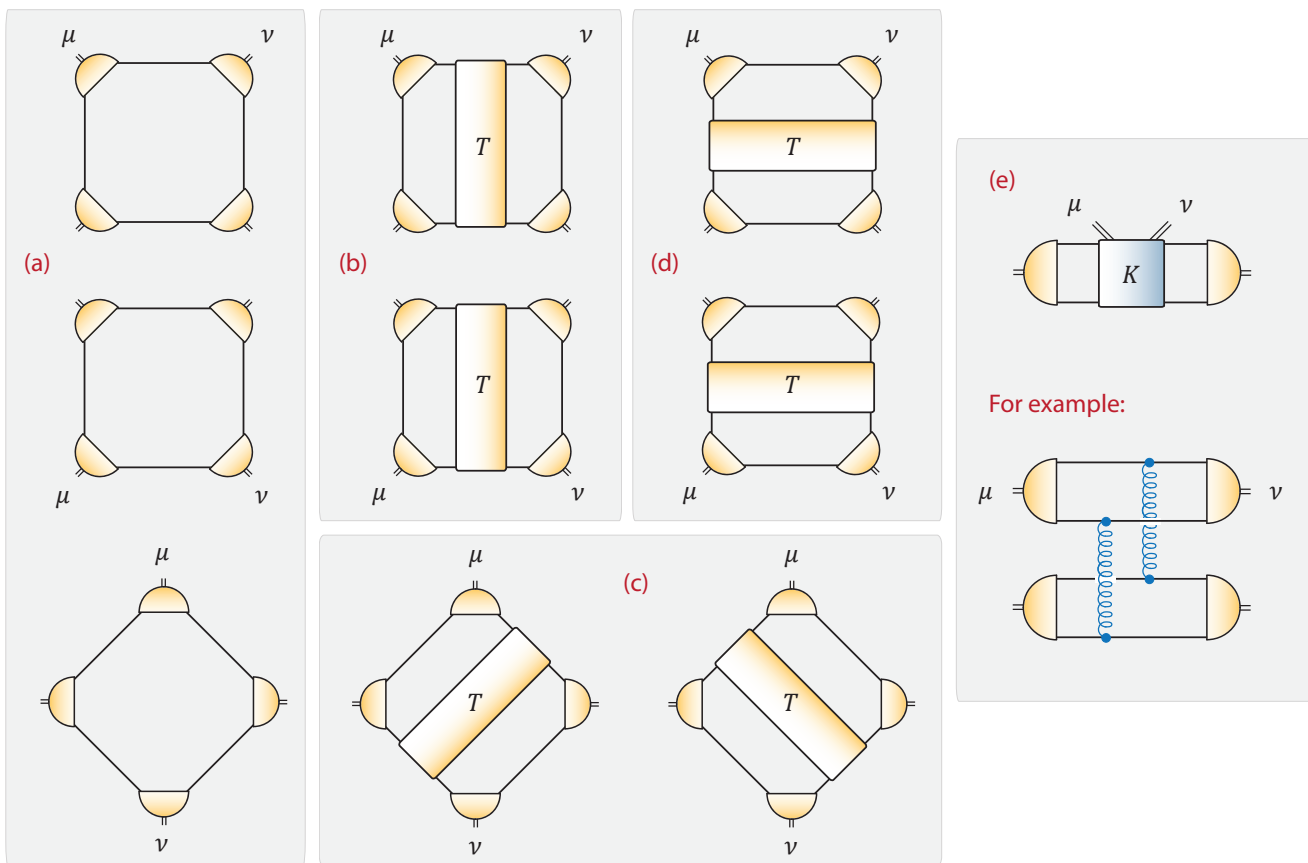 μ ν μ ν μ ν
T
T
(e)
μ ν
(a) (b) (d)
K
T
T
For example:
μ ν μ ν μ ν
μ ν
μ μ (c) μ
T T
ν ν ν